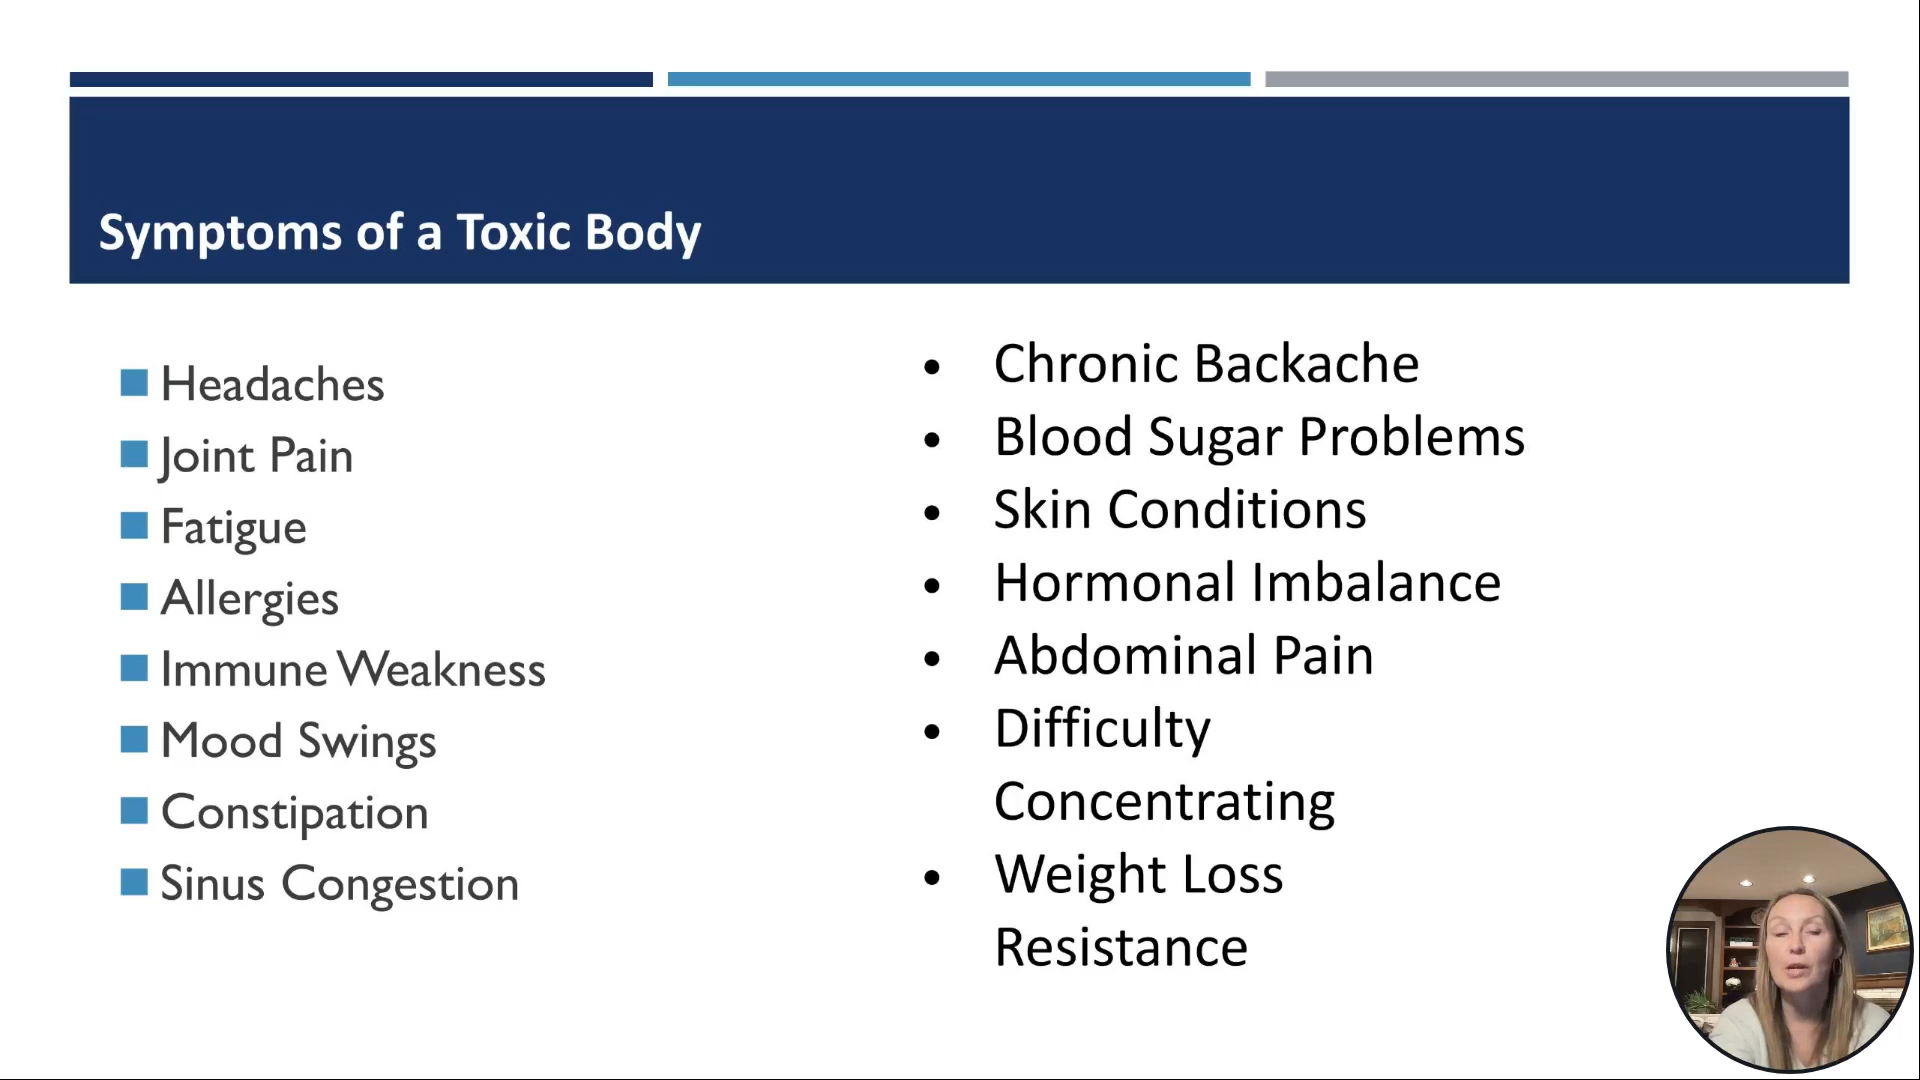 Symptoms of a Toxic Body
Headaches
Joint Pain
Fatigue
Allergies
Immune Weakness
Mood Swings
Constipation
Sinus Congestion
Chronic Backache
Blood Sugar Problems
Skin Conditions
Hormonal Imbalance
Abdominal Pain
Difficulty
Concentrating
Weight Loss
Resistance